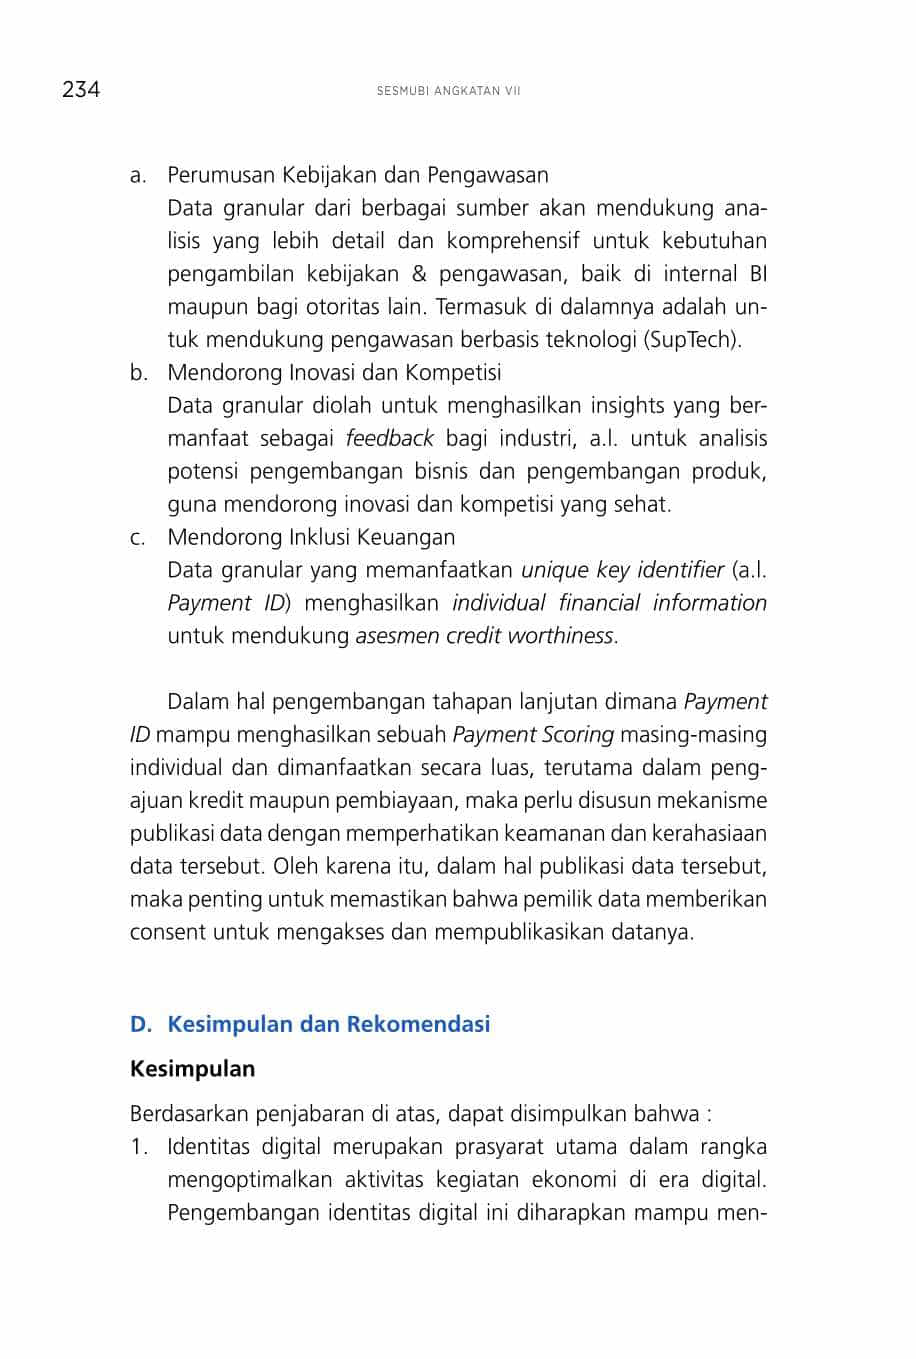 234
SESMUBI ANGKATAN VII
a. Perumusan Kebijakan dan Pengawasan
Data granular dari berbagai sumber akan mendukung ana-
lisis yang lebih detail dan komprehensif untuk kebutuhan
pengambilan kebijakan & pengawasan, baik di internal BI
maupun bagi otoritas lain. Termasuk di dalamnya adalah un-
tuk mendukung pengawasan berbasis teknologi (SupTech).
b. Mendorong Inovasi dan Kompetisi
Data granular diolah untuk menghasilkan insights yang ber-
manfaat sebagai feedback bagi industri, a.l. untuk analisis
potensi pengembangan bisnis dan pengembangan produk,
guna mendorong inovasi dan kompetisi yang sehat.
c. Mendorong Inklusi Keuangan
Data granular yang memanfaatkan unique key identifier (a.l.
Payment ID) menghasilkan individual financial information
untuk mendukung asesmen credit worthiness.
Dalam hal pengembangan tahapan lanjutan dimana Payment
ID mampu menghasilkan sebuah Payment Scoring masing-masing
individual dan dimanfaatkan secara luas, terutama dalam peng-
ajuan kredit maupun pembiayaan, maka perlu disusun mekanisme
publikasi data dengan memperhatikan keamanan dan kerahasiaan
data tersebut. Oleh karena itu, dalam hal publikasi data tersebut,
maka penting untuk memastikan bahwa pemilik data memberikan
consent untuk mengakses dan mempublikasikan datanya.
D. Kesimpulan dan Rekomendasi
Kesimpulan
Berdasarkan penjabaran di atas, dapat disimpulkan bahwa :
1. Identitas digital merupakan prasyarat utama dalam rangka
mengoptimalkan aktivitas kegiatan ekonomi di era digital.
Pengembangan identitas digital ini diharapkan mampu men-